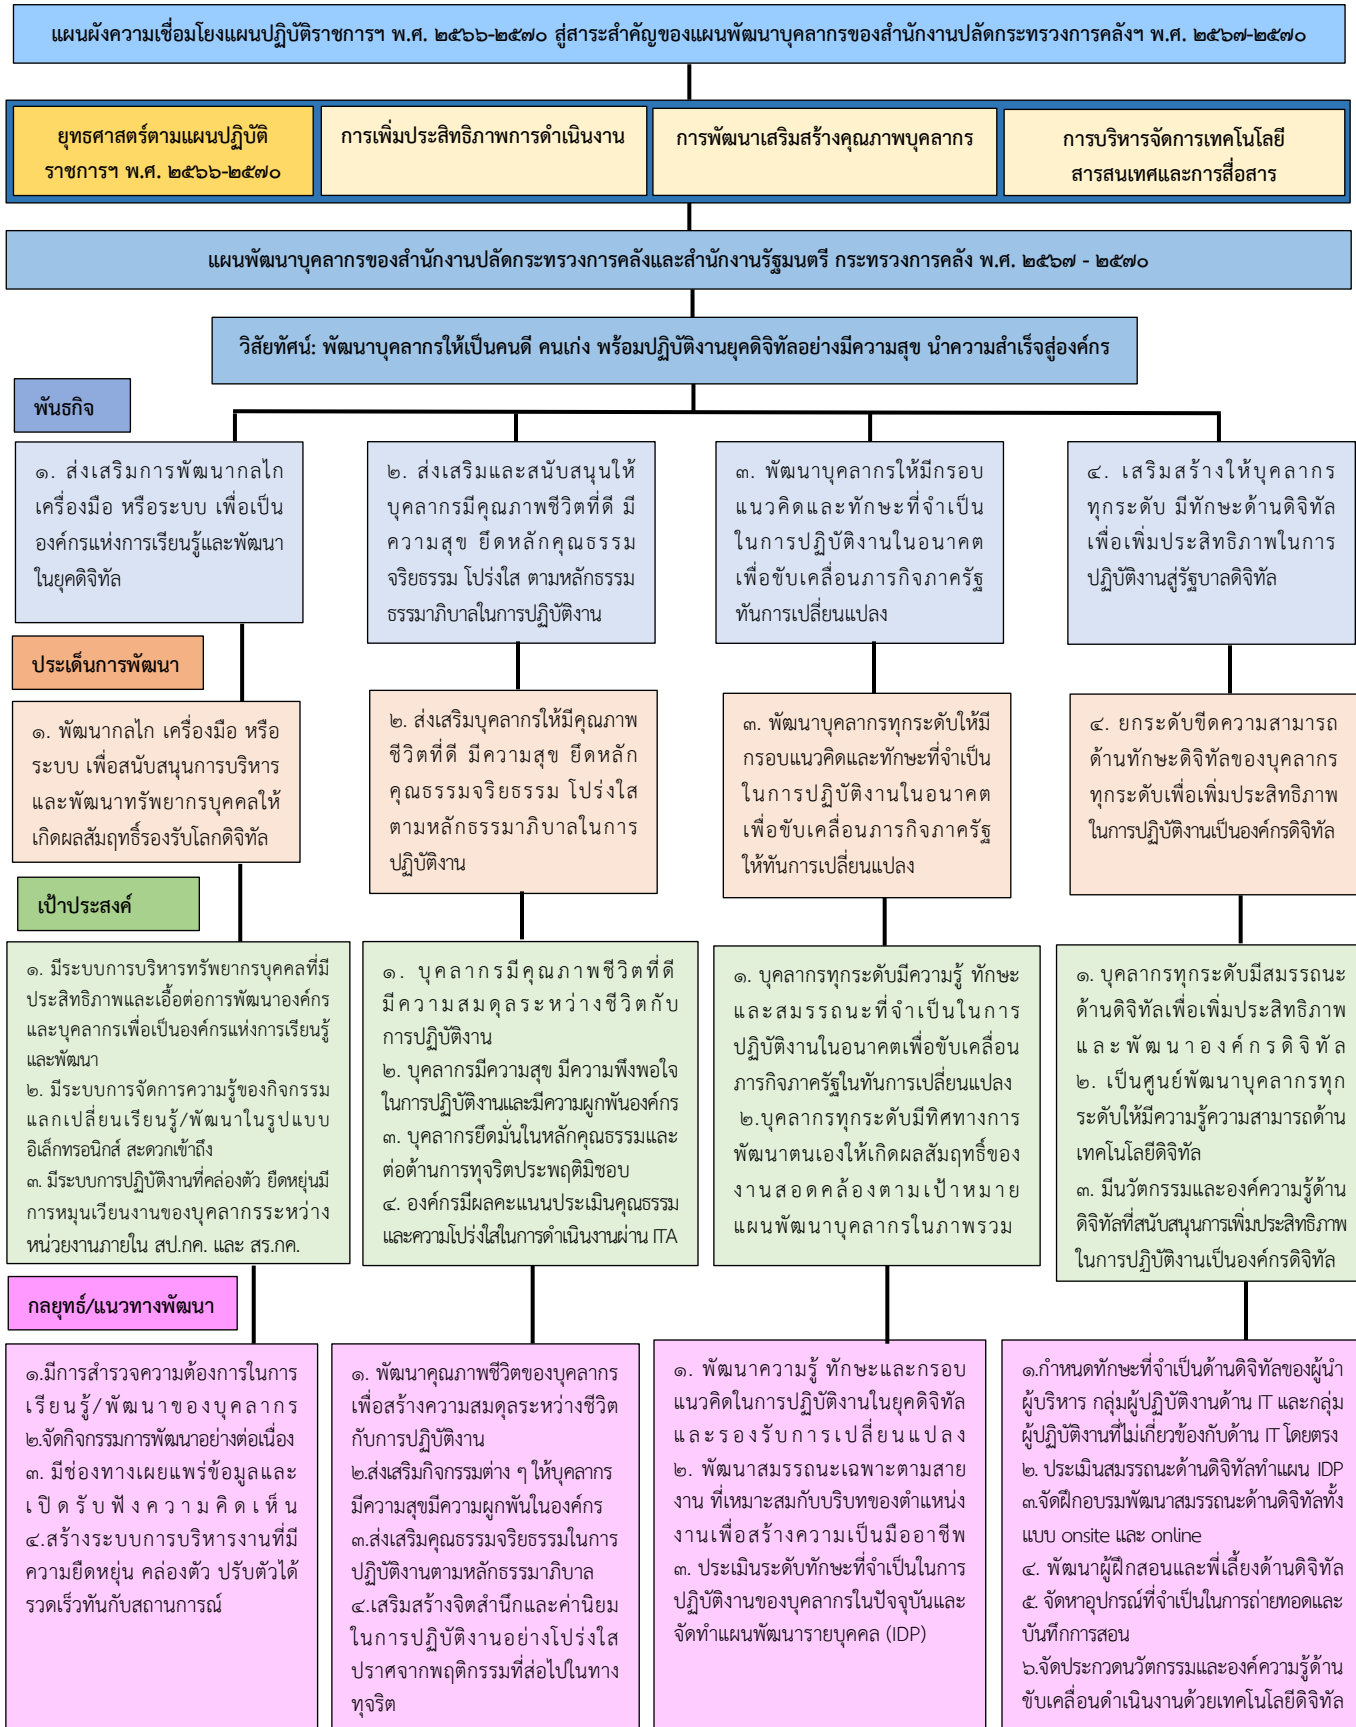 แผนผังความเชื่อมโยงแผนปฏิบัติราชการฯ พ.ศ. ๒๕๖๖-๒๕๗๐ สู่สาระสำคัญของแผนพัฒนาบุคลากรของสำนักงานปลัดกระทรวงการคลังฯ พ.ศ. ๒๕๖๗-๒๕๗๐
ยุทธศาสตร์ตามแผนปฏิบัติ
ราชการฯ พ.ศ. ๒๕๖๖-๒๕๗๐
การเพิ่มประสิทธิภาพการดำเนินงาน
การพัฒนาเสริมสร้างคุณภาพบุคลากร
การบริหารจัดการเทคโนโลยี
สารสนเทศและการสื่อสาร
แผนพัฒนาบุคลากรของสำนักงานปลัดกระทรวงการคลังและสำนักงานรัฐมนตรี กระทรวงการคลัง พ.ศ. ๒๕๖๗ - ๒๕๗๐
วิสัยทัศน์: พัฒนาบุคลากรให้เป็นคนดี คนเก่ง พร้อมปฏิบัติงานยุคดิจิทัลอย่างมีความสุข นำความสำเร็จสู่องค์กร
พันธกิจ
๑. ส่งเสริมการพัฒนากลไก
เครื่องมือ หรือระบบ เพื่อเป็น
องค์กรแห่งการเรียนรู้และพัฒนา
ในยุคดิจิทัล
๒. ส่งเสริมและสนับสนุนให้
บุคลากรมีคุณภาพชีวิตที่ดี มี
ความสุข ยึดหลักคุณธรรม
จริยธรรม โปร่งใส ตามหลักธรรม
ธรรมาภิบาลในการปฏิบัติงาน
๓. พัฒนาบุคลากรให้มีกรอบ
แนวคิดและทักษะที่จำเป็น
ในการปฏิบัติงานในอนาคต
เพื่อขับเคลื่อนภารกิจภาครัฐ
ทันการเปลี่ยนแปลง
๔. เสริมสร้างให้บุคลากร
ทุกระดับ มีทักษะด้านดิจิทัล
เพื่อเพิ่มประสิทธิภาพในการ
ปฏิบัติงานสู่รัฐบาลดิจิทัล
ประเด็นการพัฒนา
๑. พัฒนากลไก เครื่องมือ หรือ
ระบบ เพื่อสนับสนุนการบริหาร
และพัฒนาทรัพยากรบุคคลให้
เกิดผลสัมฤทธิ์รองรับโลกดิจิทัล
๒. ส่งเสริมบุคลากรให้มีคุณภาพ
ชีวิตที่ดี มีความสุข ยึดหลัก
คุณธรรมจริยธรรม โปร่งใส
ตามหลักธรรมาภิบาลในการ
ปฏิบัติงาน
๓. พัฒนาบุคลากรทุกระดับให้มี
กรอบแนวคิดและทักษะที่จำเป็น
ในการปฏิบัติงานในอนาคต
เพื่อขับเคลื่อนภารกิจภาครัฐ
ให้ทันการเปลี่ยนแปลง
๔. ยกระดับขีดความสามารถ
ด้านทักษะดิจิทัลของบุคลากร
ทุกระดับเพื่อเพิ่มประสิทธิภาพ
ในการปฏิบัติงานเป็นองค์กรดิจิทัล
เป้าประสงค์
๑. มีระบบการบริหารทรัพยากรบุคคลที่มี
ประสิทธิภาพและเอื้อต่อการพัฒนาองค์กร
และบุคลากรเพื่อเป็นองค์กรแห่งการเรียนรู้
และพัฒนา
๒. มีระบบการจัดการความรู้ของกิจกรรม
แลกเปลี่ยนเรียนรู้/พัฒนาในรูปแบบ
อิเล็กทรอนิกส์ สะดวกเข้าถึง
๓. มีระบบการปฏิบัติงานที่คล่องตัว ยืดหยุ่นมี
การหมุนเวียนงานของบุคลากรระหว่าง
หน่วยงานภายใน สป.กค. และ สร.กค.
๑. บุคลากรมีคุณภาพชีวิตที่ดี
มีความสมดุลระหว่างชีวิตกับ
การปฏิบัติงาน
๒. บุคลากรมีความสุข มีความพึงพอใจ
ในการปฏิบัติงานและมีความผูกพันองค์กร
๓. บุคลากรยึดมั่นในหลักคุณธรรมและ
ต่อต้านการทุจริตประพฤติมิชอบ
๔. องค์กรมีผลคะแนนประเมินคุณธรรม
และความโปร่งใสในการดำเนินงานผ่าน ITA
๑. บุคลากรทุกระดับมีความรู้ ทักษะ
และสมรรถนะที่จำเป็นในการ
ปฏิบัติงานในอนาคตเพื่อขับเคลื่อน
ภารกิจภาครัฐในทันการเปลี่ยนแปลง
๒.บุคลากรทุกระดับมีทิศทางการ
พัฒนาตนเองให้เกิดผลสัมฤทธิ์ของ
งานสอดคล้องตามเป้าหมาย
แผนพัฒนาบุคลากรในภาพรวม
๑. บุคลากรทุกระดับมีสมรรถนะ
ด้านดิจิทัลเพื่อเพิ่มประสิทธิภาพ
และพัฒนาองค์กรดิจิทัล
๒. เป็นศูนย์พัฒนาบุคลากรทุก
ระดับให้มีความรู้ความสามารถด้าน
เทคโนโลยีดิจิทัล
๓. มีนวัตกรรมและองค์ความรู้ด้าน
ดิจิทัลที่สนับสนุนการเพิ่มประสิทธิภาพ
ในการปฏิบัติงานเป็นองค์กรดิจิทัล
กลยุทธ์/แนวทางพัฒนา
๑.มีการสำรวจความต้องการในการ
เรียนรู้/พัฒนาของบุคลากร
๒.จัดกิจกรรมการพัฒนาอย่างต่อเนื่อง
๓. มีช่องทางเผยแพร่ข้อมูลและ
เปิดรับฟังความคิดเห็น
๔.สร้างระบบการบริหารงานที่มี
ความยืดหยุ่น คล่องตัว ปรับตัวได้
รวดเร็วทันกับสถานการณ์
๑. พัฒนาคุณภาพชีวิตของบุคลากร
เพื่อสร้างความสมดุลระหว่างชีวิต
กับการปฏิบัติงาน
๒.ส่งเสริมกิจกรรมต่าง ๆ ให้บุคลากร
มีความสุขมีความผูกพันในองค์กร
๓.ส่งเสริมคุณธรรมจริยธรรมในการ
ปฏิบัติงานตามหลักธรรมาภิบาล
๔.เสริมสร้างจิตสำนึกและค่านิยม
ในการปฏิบัติงานอย่างโปร่งใส
ปราศจากพฤติกรรมที่ส่อไปในทาง
ทุจริต
๑. พัฒนาความรู้ ทักษะและกรอบ
แนวคิดในการปฏิบัติงานในยุคดิจิทัล
และรองรับการเปลี่ยนแปลง
๒. พัฒนาสมรรถนะเฉพาะตามสาย
งาน ที่เหมาะสมกับบริบทของตำแหน่ง
งานเพื่อสร้างความเป็นมืออาชีพ
๓. ประเมินระดับทักษะที่จำเป็นในการ
ปฏิบัติงานของบุคลากรในปัจจุบันและ
จัดทำแผนพัฒนารายบุคคล (IDP)
๑.กำหนดทักษะที่จำเป็นด้านดิจิทัลของผู้นำ
ผู้บริหาร กลุ่มผู้ปฏิบัติงานด้าน IT และกลุ่ม
ผู้ปฏิบัติงานที่ไม่เกี่ยวข้องกับด้าน IT โดยตรง
๒. ประเมินสมรรถนะด้านดิจิทัลทำแผน IDP
๓.จัดฝึกอบรมพัฒนาสมรรถนะด้านดิจิทัลทั้ง
แบบ onsite และ online
๔. พัฒนาผู้ฝึกสอนและพี่เลี้ยงด้านดิจิทัล
๕. จัดหาอุปกรณ์ที่จำเป็นในการถ่ายทอดและ
บันทึกการสอน
๖.จัดประกวดนวัตกรรมและองค์ความรู้ด้าน
ขับเคลื่อนดำเนินงานด้วยเทคโนโลยีดิจิทัล